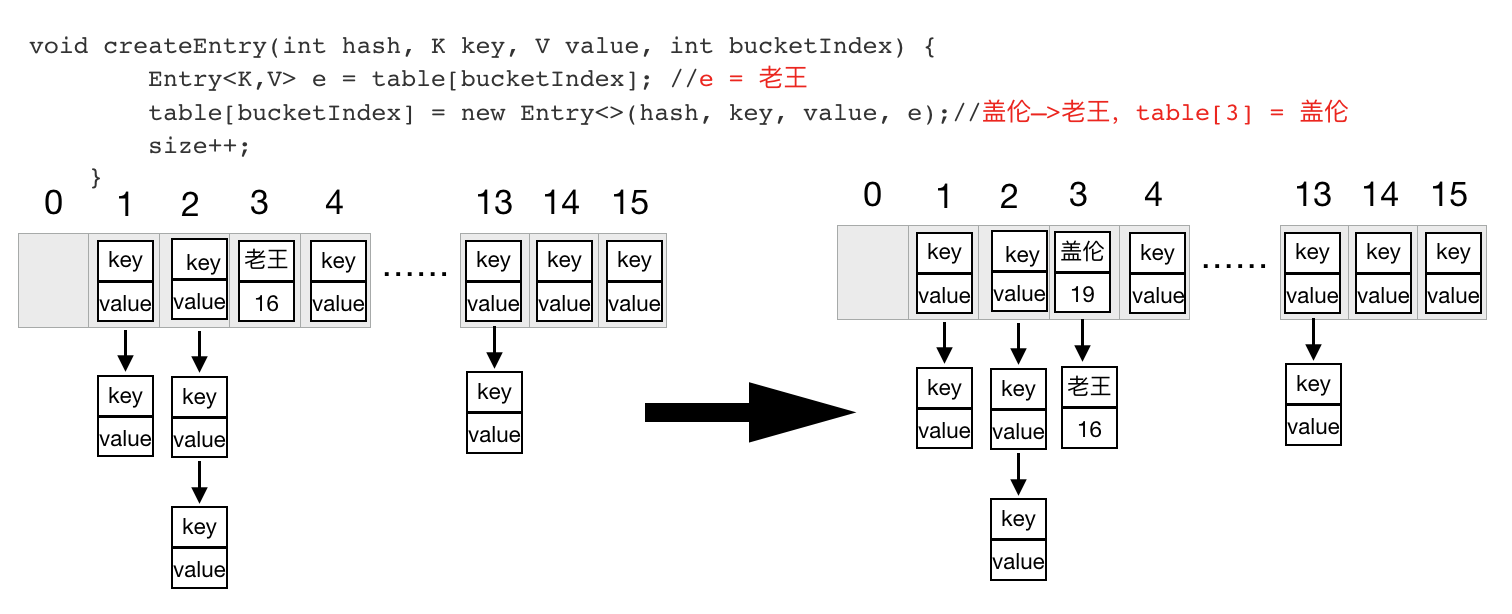 void createEntry(int hash, K key, V value, int bucketIndex) {
Entry<K,V> e = table[bucketIndex]; //e = 老王
table[bucketIndex] = new Entry<>(hash, key, value, e);//盖伦—>老王，table[3] = 盖伦
size++;
}
0 1 2 3 4 13 14 15
key key 老王 key ...... key key key
value value 16 value value value value
key key key
value value value
key
value
0 1 2 3 4 13 14 15
key key 盖伦 key ...... key key key
value value 19 value value value value
key key 老王 key
value value 16 value
key
value